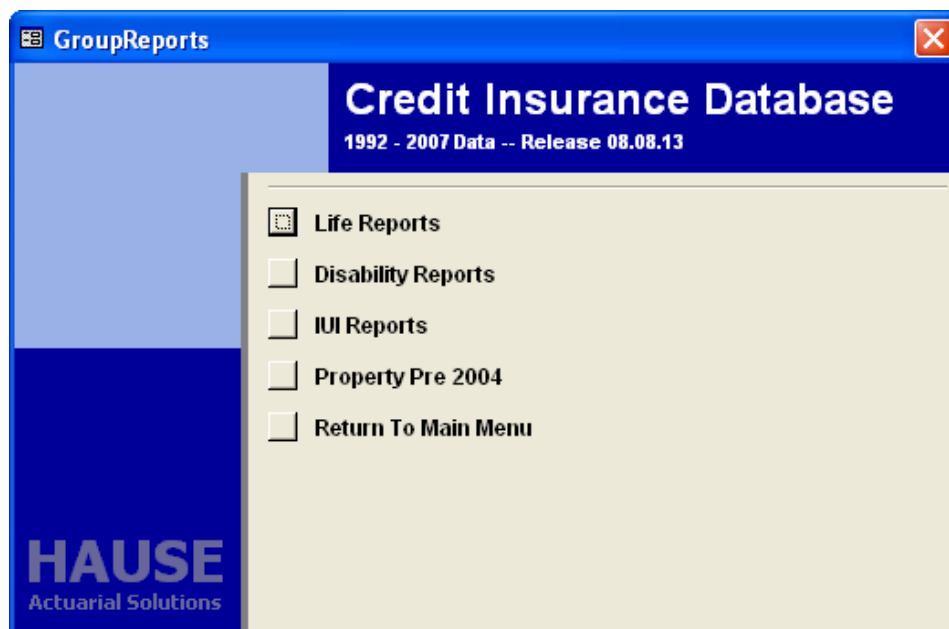 GroupReports
Credit Insurance Database
1992 - 2007 Data -- Release 08.08.13
Life Reports
Disability Reports
IUI Reports
Property Pre 2004
Return To Main Menu
HAUSE
Actuarial Solutions